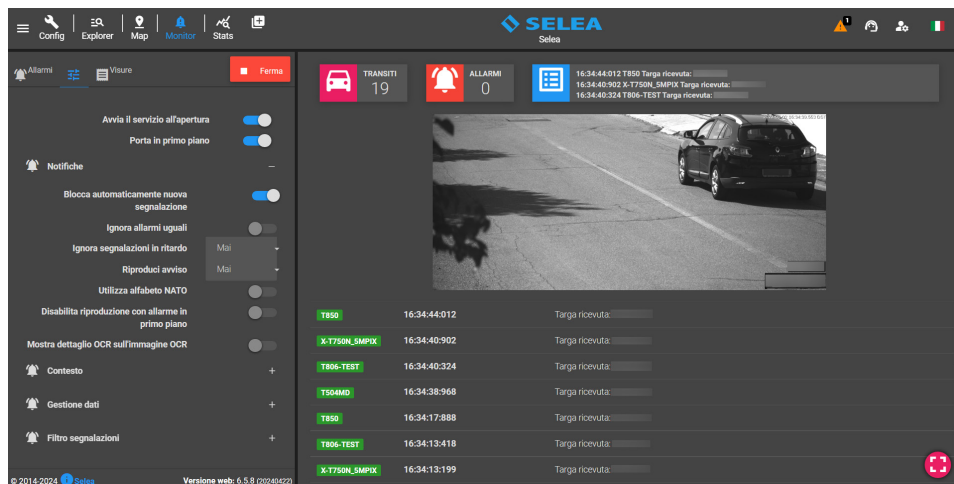 Config
Explorer
Map
Monitor
Stats
SELEA
Selea
1
Allarmi
Visure
Ferma
TRANSITI
19
ALLARMI
0
16:34:44:012 T850 Targa ricevuta:
16:34:40:902 X-T750N_5MPIX Targa ricevuta:
16:34:40:324 T806-TEST Targa ricevuta:
Avvia il servizio all'apertura
Porta in primo piano
Notifiche
Blocca automaticamente nuova
segnalazione
Ignora allarmi uguali
Ignora segnalazioni in ritardo Mai
Riproduci avviso Mai
Utilizza alfabeto NATO
Disabilita riproduzione con allarme in
primo piano
Mostra dettaglio OCR sull'immagine OCR
Contesto
Gestione dati
Filtro segnalazioni
© 2014-2024 Selea Versione web: 6.5.8 (20240422)
T850 16:34:44:012 Targa ricevuta:
X-T750N_5MPIX 16:34:40:902 Targa ricevuta:
T806-TEST 16:34:40:324 Targa ricevuta:
T504MD 16:34:38:968 Targa ricevuta:
T850 16:34:17:888 Targa ricevuta:
T806-TEST 16:34:13:418 Targa ricevuta:
X-T750N_5MPIX 16:34:13:199 Targa ricevuta: